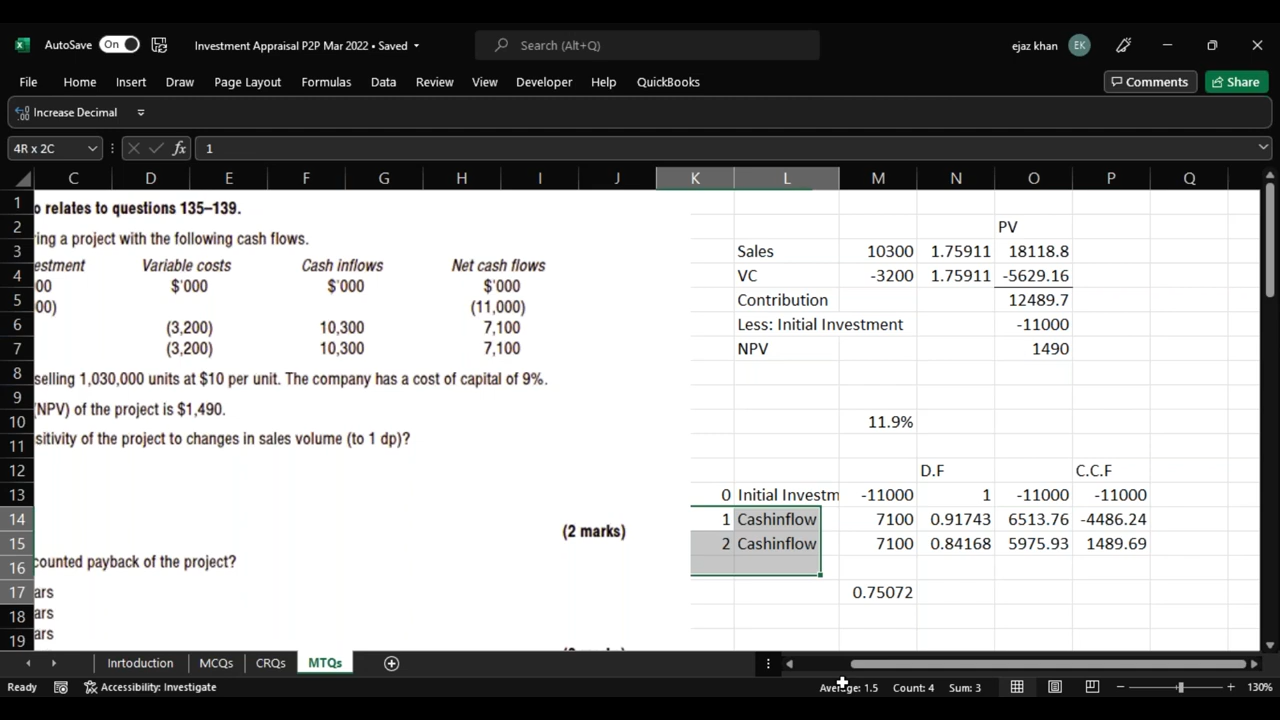 AutoSave On Investment Appraisal P2P Mar 2022 • Saved Search (Alt+Q) ejaz khan EK
File Home Insert Draw Page Layout Formulas Data Review View Developer Help QuickBooks Comments Share
Increase Decimal
4R x 2C fx 1
C D E F G H I J K L M N O P Q
1 o relates to questions 135–139.
2 ring a project with the following cash flows. PV
3 estment Variable costs Cash inflows Net cash flows Sales 10300 1.75911 18118.8
4 00 $'000 $'000 $'000 VC -3200 1.75911 -5629.16
5 00) (11,000) Contribution 12489.7
6 (3,200) 10,300 7,100 Less: Initial Investment -11000
7 (3,200) 10,300 7,100 NPV 1490
8 selling 1,030,000 units at $10 per unit. The company has a cost of capital of 9%.
9 (NPV) of the project is $1,490.
10 11.9%
11 sitivity of the project to changes in sales volume (to 1 dp)?
12 D.F C.C.F
13 0 Initial Investm -11000 1 -11000 -11000
14 (2 marks) 1 Cashinflow 7100 0.91743 6513.76 -4486.24
15 2 Cashinflow 7100 0.84168 5975.93 1489.69
16 counted payback of the project?
17 ars 0.75072
18 ars
19 ars
Inrtoduction MCQs CRQs MTQs
Ready Accessibility: Investigate Average: 1.5 Count: 4 Sum: 3 130%